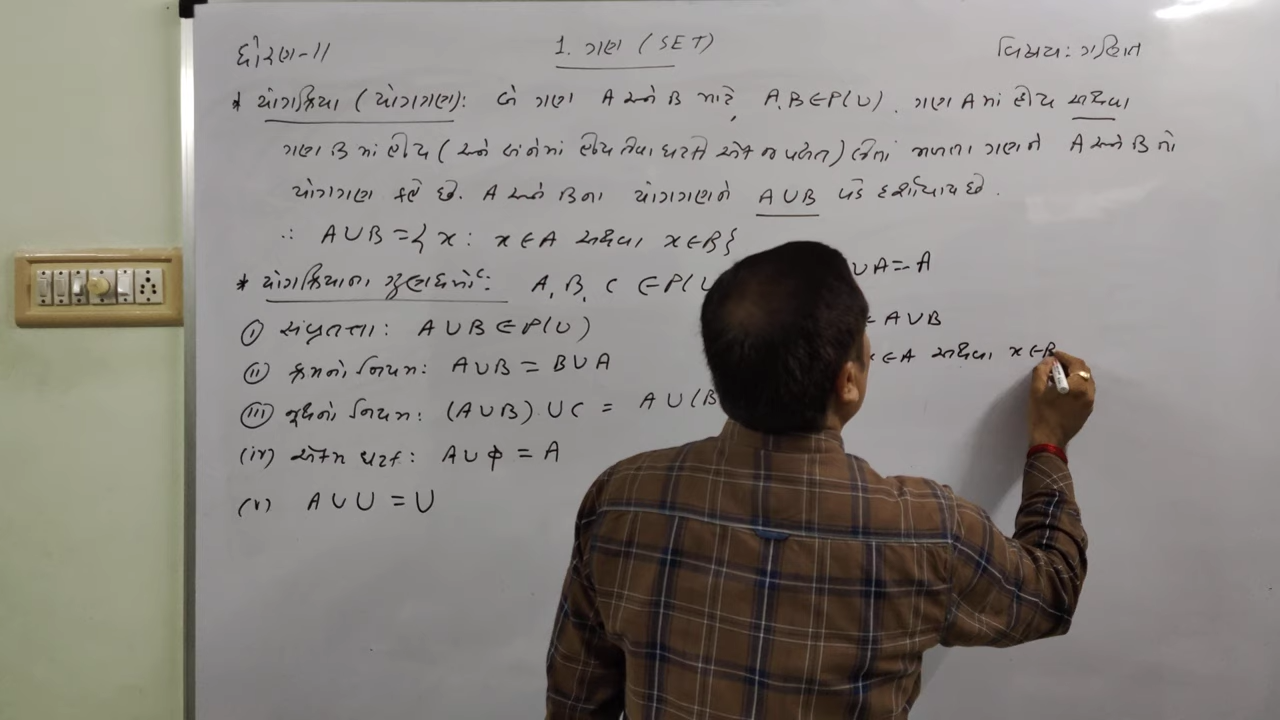 ધોરણ-11
1. ગણ (SET)
વિષય: ગણિત
* યોગક્રિયા (યોગગણ): બે ગણ A અને B માટે, A,B∈P(U). ગણ A માં હોય અથવા
ગણ B માં હોય (અને બંનેમાં હોય તેવા ઘટકો એક જ વખત) લેતાં મળતા ગણને A અને B નો
યોગગણ કહે છે. A અને B ના યોગગણને A∪B વડે દર્શાવાય છે.
∴ A∪B = { x : x∈A અથવા x∈B}
* યોગક્રિયાના ગુણધર્મો: A, B, C ∈P(U
∪A = A
(i) સંવૃતતા: A∪B∈P(U)
A∪B
(ii) ક્રમનો નિયમ: A∪B = B∪A
x∈A અથવા x∈B
(iii) જૂથનો નિયમ: (A∪B)∪C = A∪(B
(iv) એકમ ઘટક: A∪ϕ = A
(v) A∪U = U